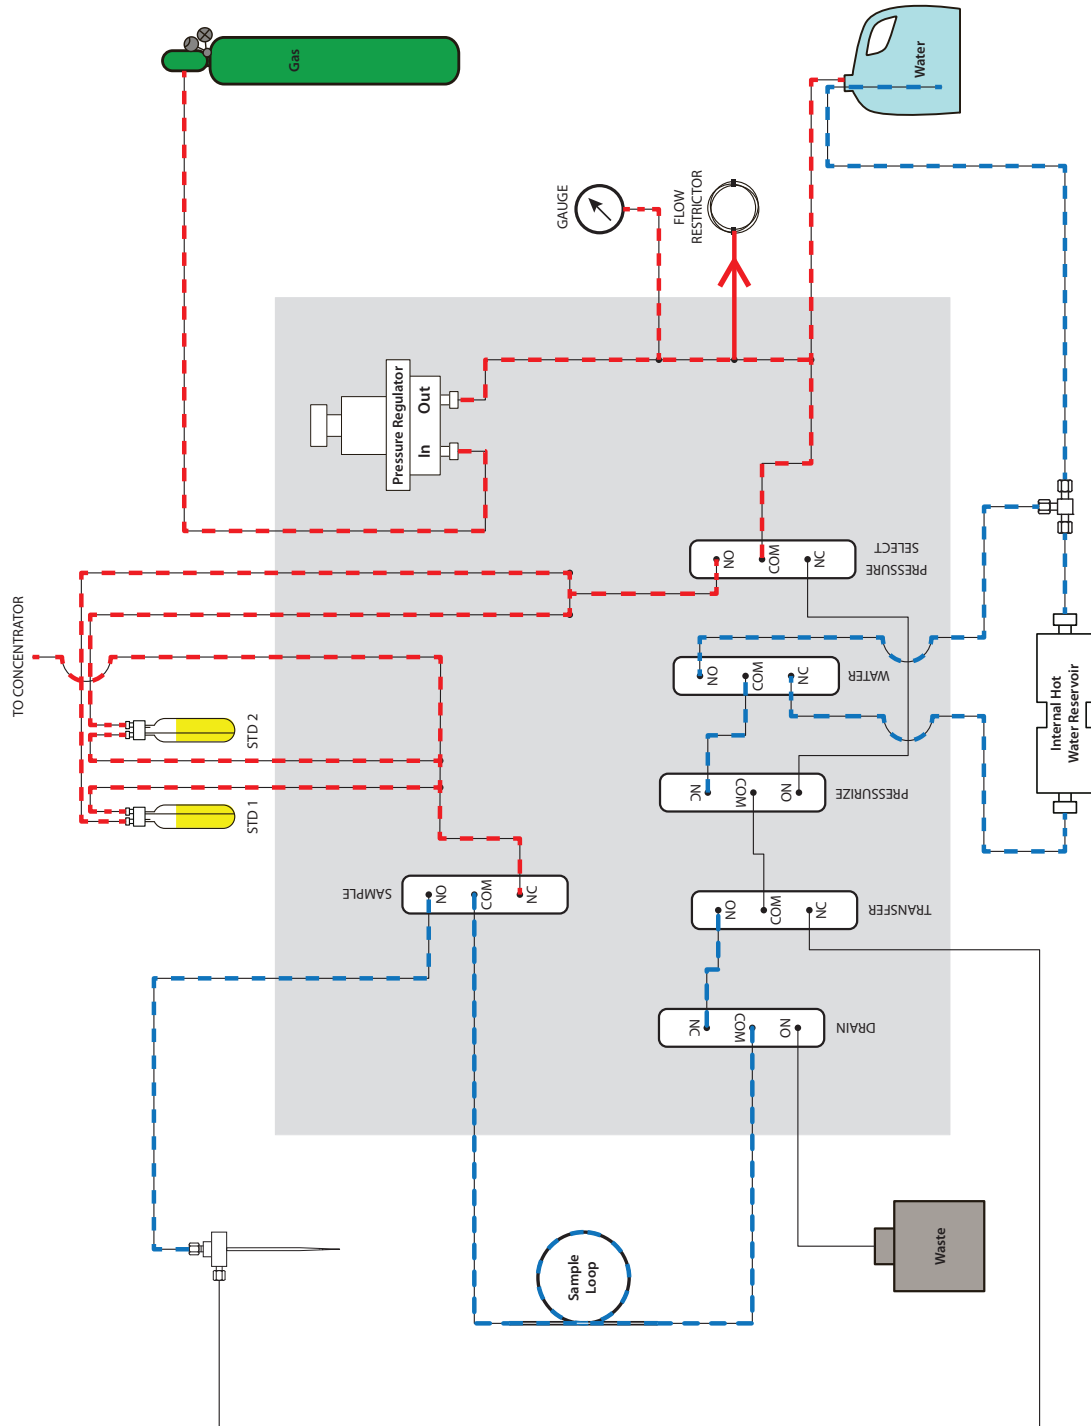 Gas
Water
GAUGE
FLOW
RESTRICTOR
Pressure Regulator
In
Out
TO CONCENTRATOR
STD 2
STD 1
PRESSURE
SELECT
NO
COM
NC
WATER
NO
COM
NC
PRESSURIZE
NC
COM
NO
SAMPLE
NO
COM
NC
TRANSFER
NO
COM
NC
DRAIN
NC
COM
NO
Internal Hot
Water Reservoir
Sample
Loop
Waste